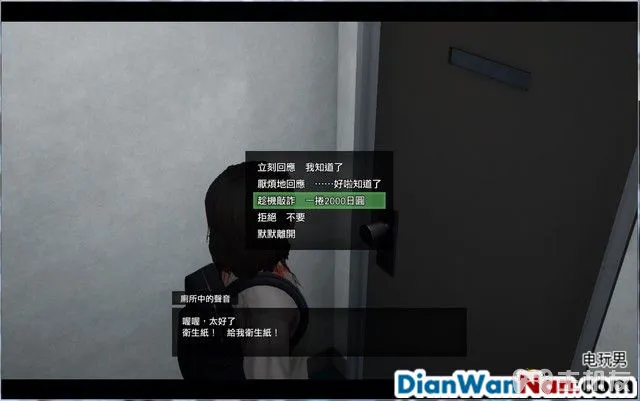 立刻回應　我知道了
厭煩地回應　……好啦知道了
趁機敲詐　一捲2000日圓
拒絕　不要
默默離開
廁所中的聲音
喔喔，太好了
衛生紙！　給我衛生紙！
电玩男
DianWanNan.com